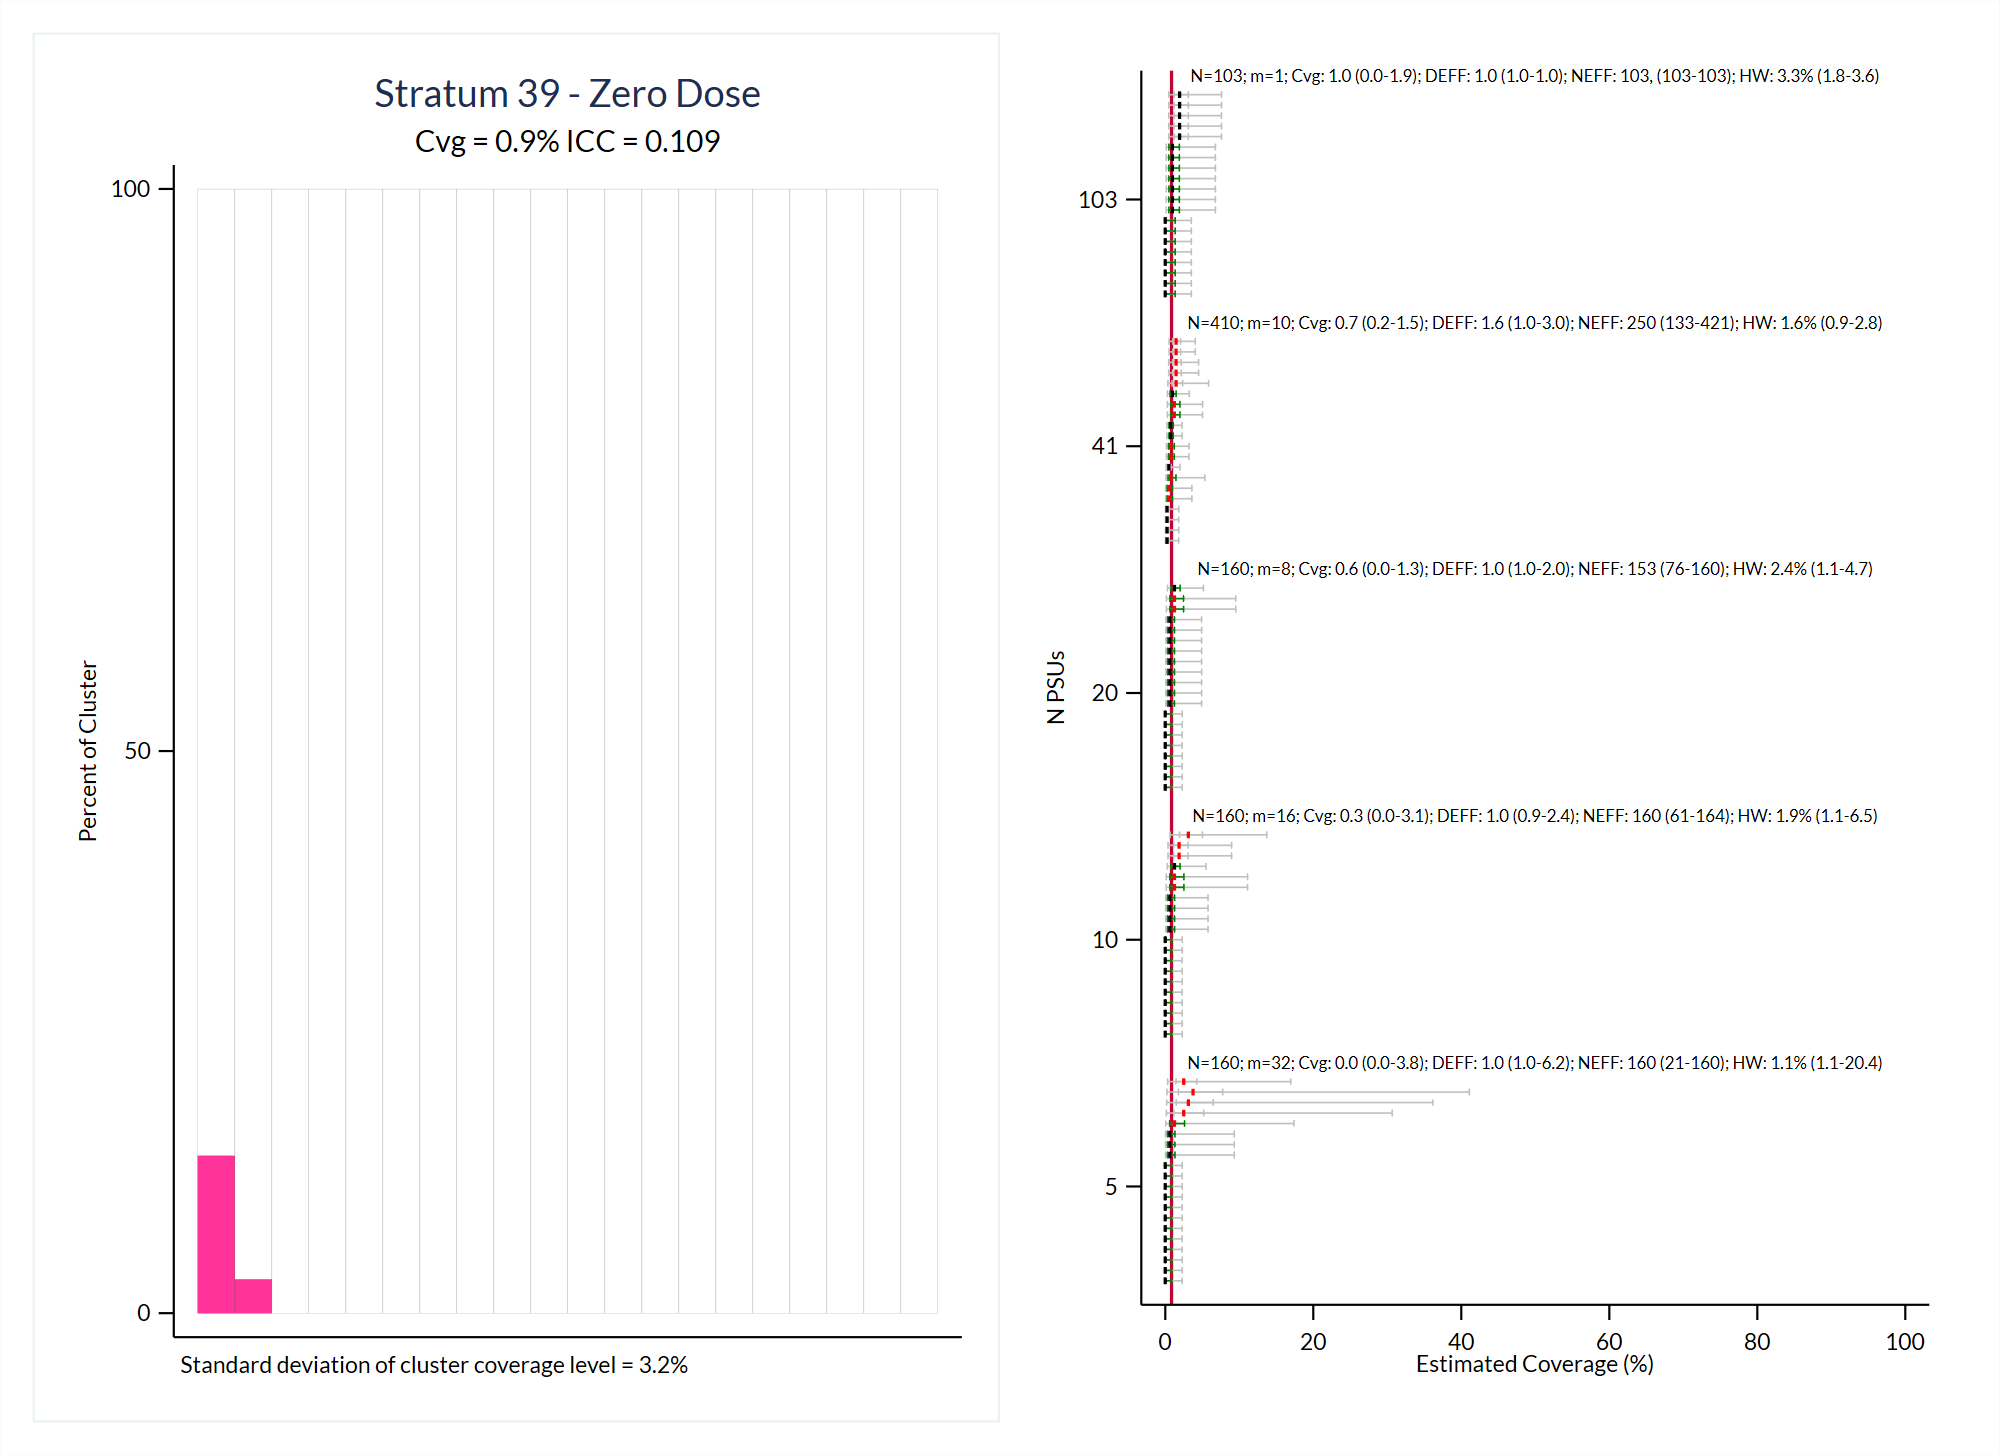 Stratum 39 - Zero Dose
Cvg = 0.9% ICC = 0.109
Percent of Cluster
100
50
0
Standard deviation of cluster coverage level = 3.2%
N PSUs
N=103; m=1; Cvg: 1.0 (0.0-1.9); DEFF: 1.0 (1.0-1.0); NEFF: 103, (103-103); HW: 3.3% (1.8-3.6)
103
N=410; m=10; Cvg: 0.7 (0.2-1.5); DEFF: 1.6 (1.0-3.0); NEFF: 250 (133-421); HW: 1.6% (0.9-2.8)
41
N=160; m=8; Cvg: 0.6 (0.0-1.3); DEFF: 1.0 (1.0-2.0); NEFF: 153 (76-160); HW: 2.4% (1.1-4.7)
20
N=160; m=16; Cvg: 0.3 (0.0-3.1); DEFF: 1.0 (0.9-2.4); NEFF: 160 (61-164); HW: 1.9% (1.1-6.5)
10
N=160; m=32; Cvg: 0.0 (0.0-3.8); DEFF: 1.0 (1.0-6.2); NEFF: 160 (21-160); HW: 1.1% (1.1-20.4)
5
0 20 40 60 80 100
Estimated Coverage (%)